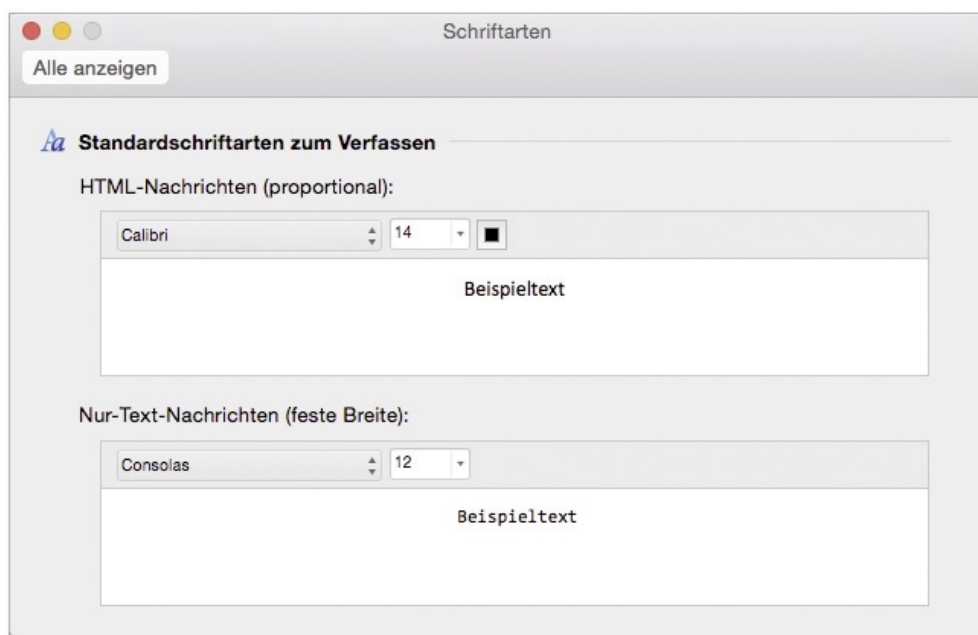 Schriftarten
Alle anzeigen
Aa Standardschriftarten zum Verfassen
HTML-Nachrichten (proportional):
Calibri 14
Beispieltext
Nur-Text-Nachrichten (feste Breite):
Consolas 12
Beispieltext